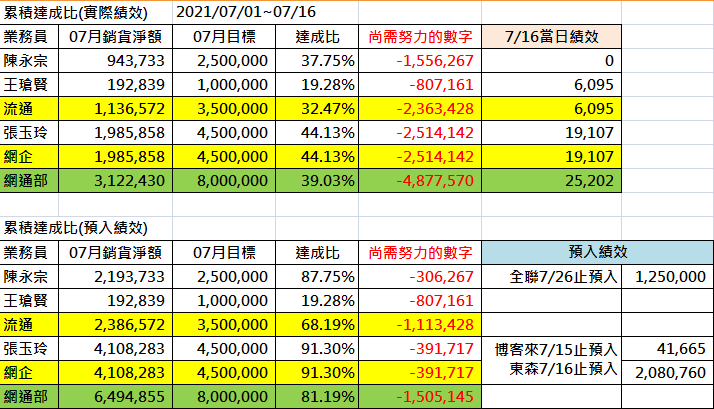 累積達成比(實際績效) 2021/07/01~07/16
業務員 07月銷貨淨額 07月目標 達成比 尚需努力的數字 7/16當日績效
陳永宗 943,733 2,500,000 37.75% -1,556,267 0
王瑲賢 192,839 1,000,000 19.28% -807,161 6,095
流通 1,136,572 3,500,000 32.47% -2,363,428 6,095
張玉玲 1,985,858 4,500,000 44.13% -2,514,142 19,107
網企 1,985,858 4,500,000 44.13% -2,514,142 19,107
網通部 3,122,430 8,000,000 39.03% -4,877,570 25,202
累積達成比(預入績效)
業務員 07月銷貨淨額 07月目標 達成比 尚需努力的數字 預入績效
陳永宗 2,193,733 2,500,000 87.75% -306,267 全聯7/26止預入 1,250,000
王瑲賢 192,839 1,000,000 19.28% -807,161
流通 2,386,572 3,500,000 68.19% -1,113,428
張玉玲 4,108,283 4,500,000 91.30% -391,717 博客來7/15止預入 41,665
網企 4,108,283 4,500,000 91.30% -391,717 東森7/16止預入 2,080,760
網通部 6,494,855 8,000,000 81.19% -1,505,145